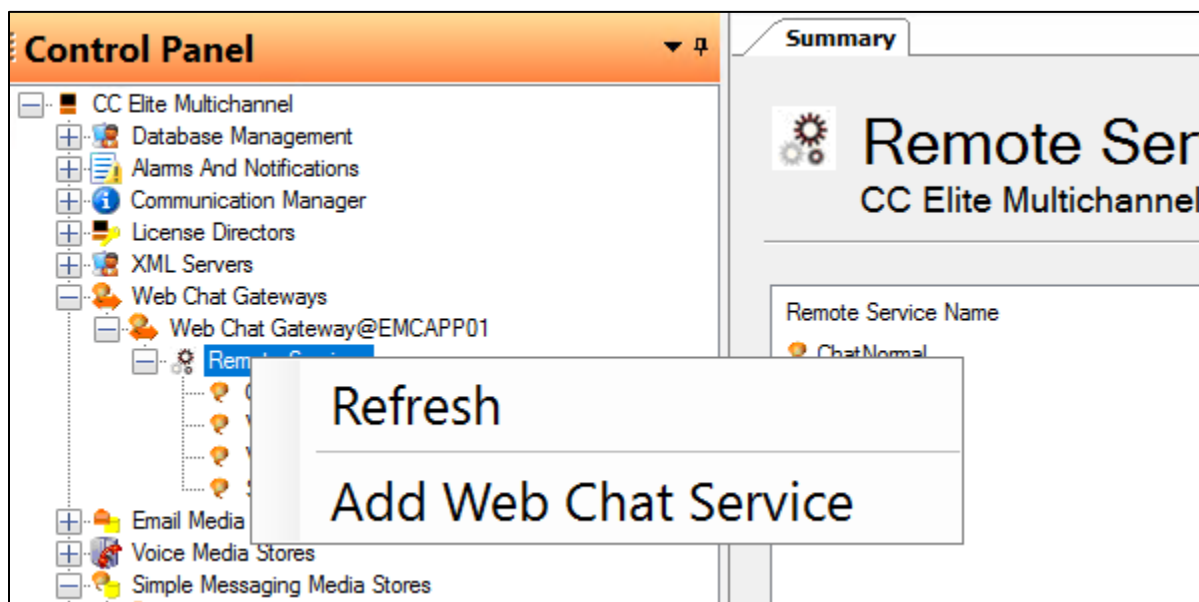 Control Panel
CC Elite Multichannel
Database Management
Alarms And Notifications
Communication Manager
License Directors
XML Servers
Web Chat Gateways
Web Chat Gateway@EMCAPP01
Email Media
Voice Media Stores
Simple Messaging Media Stores
Refresh
Add Web Chat Service
Summary
Remote Ser
CC Elite Multichannel
Remote Service Name
ChatNormal